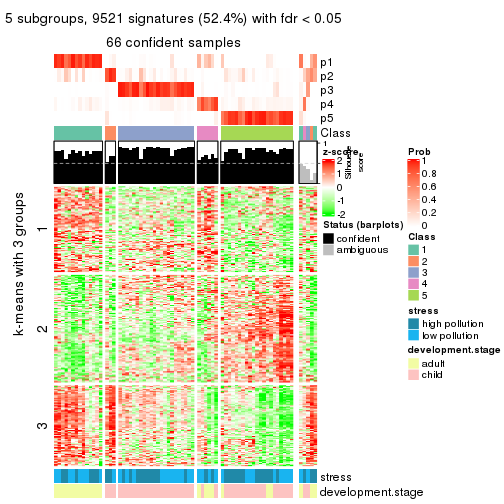 5 subgroups, 9521 signatures (52.4%) with fdr < 0.05
66 confident samples
p1
p2
p3
p4
p5
Class
1
z-score
2
1
0
-1
-2
Silhouette
score
Prob
1
0.8
0.6
0.4
0.2
0
Status (barplots)
confident
ambiguous
Class
1
2
3
4
5
stress
high pollution
low pollution
development.stage
adult
child
k-means with 3 groups
1
2
3
stress
development.stage